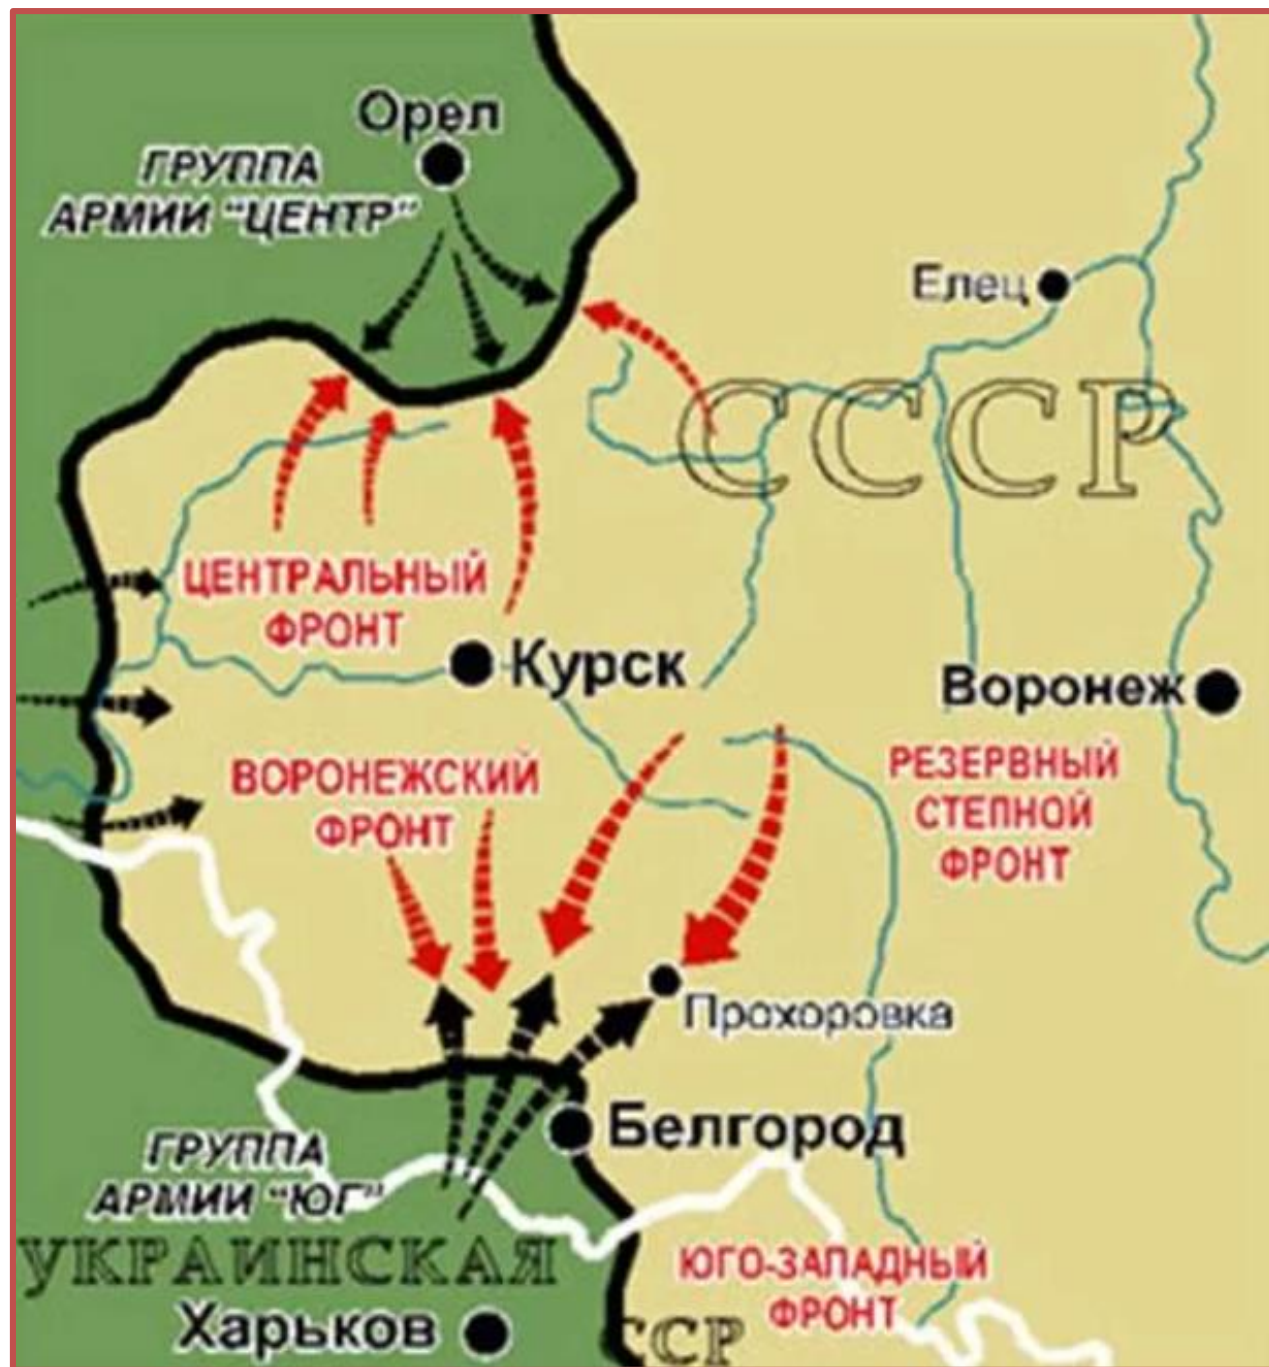 Орел
ГРУППА
АРМИИ “ЦЕНТР”
Елец
СССР
ЦЕНТРАЛЬНЫЙ
ФРОНТ
Курск
Воронеж
ВОРОНЕЖСКИЙ
ФРОНТ
РЕЗЕРВНЫЙ
СТЕПНОЙ
ФРОНТ
Прохоровка
Белгород
ГРУППА
АРМИИ “ЮГ”
УКРАИНСКАЯ
ССР
ЮГО-ЗАПАДНЫЙ
ФРОНТ
Харьков